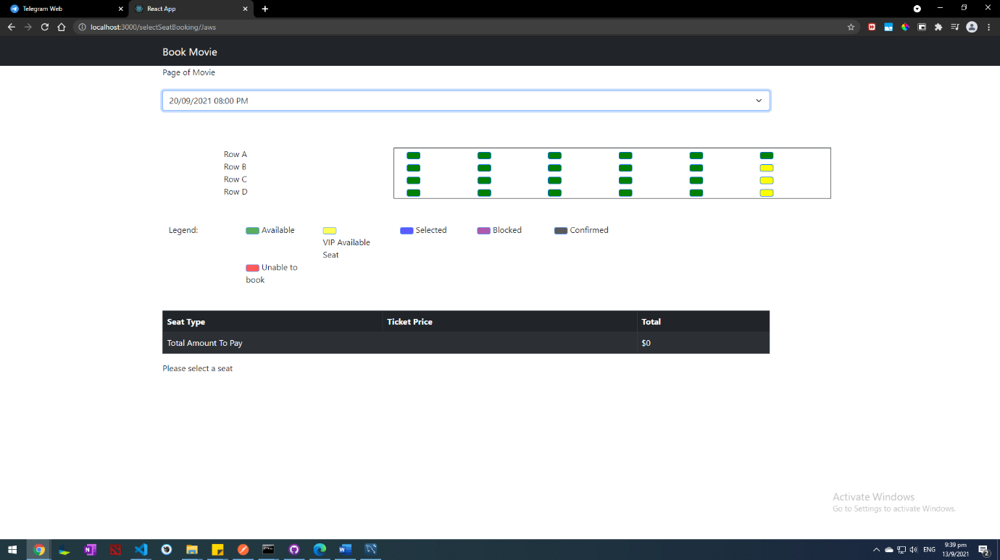 Telegram Web
React App
localhost:3000/selectSeatBooking/Jaws
Book Movie
Page of Movie
20/09/2021 08:00 PM
Row A
Row B
Row C
Row D
Legend:
Available
VIP Available
Seat
Selected
Blocked
Confirmed
Unable to
book
Seat Type Ticket Price Total
Total Amount To Pay $0
Please select a seat
Activate Windows
Go to Settings to activate Windows.
ENG
9:39 pm
13/9/2021
2